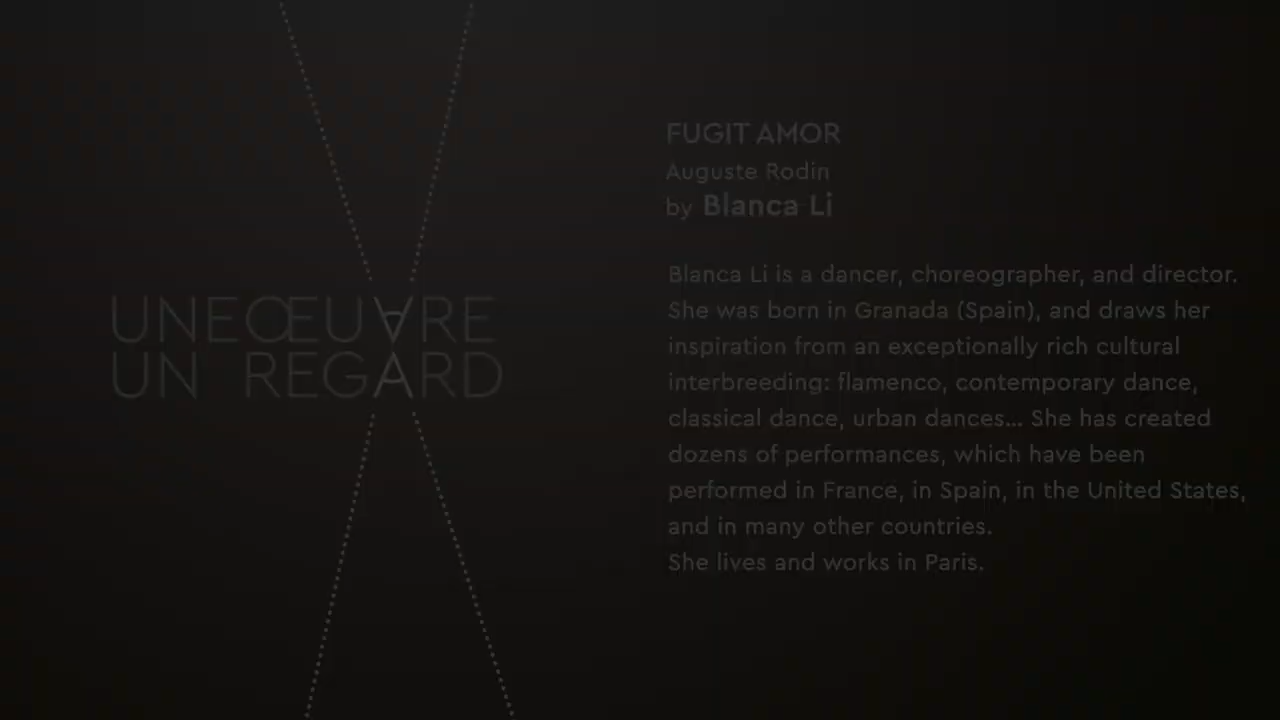 UNE ŒUVRE
UN REGARD
FUGIT AMOR
Auguste Rodin
by Blanca Li
Blanca Li is a dancer, choreographer, and director.
She was born in Granada (Spain), and draws her
inspiration from an exceptionally rich cultural
interbreeding: flamenco, contemporary dance,
classical dance, urban dances... She has created
dozens of performances, which have been
performed in France, in Spain, in the United States,
and in many other countries.
She lives and works in Paris.